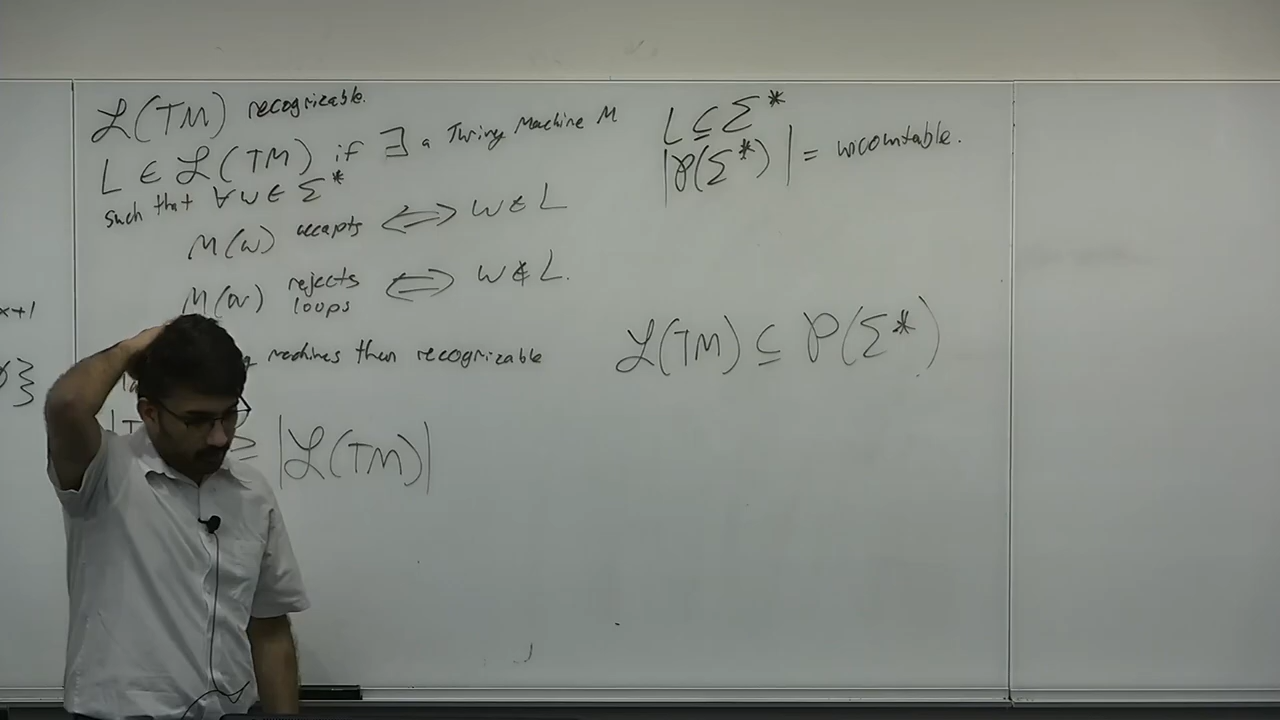 x+1
}
ℒ(TM) recognizable.
L ∈ ℒ(TM) if ∃ a Turing Machine M
such that ∀w ∈ Σ*
M(w) accepts ⟺ w ∈ L
M(w) rejects loops ⟺ w ∉ L.
machines than recognizable
≥ |ℒ(TM)|
L ⊆ Σ*
|P(Σ*)| = uncountable.
ℒ(TM) ⊆ P(Σ*)